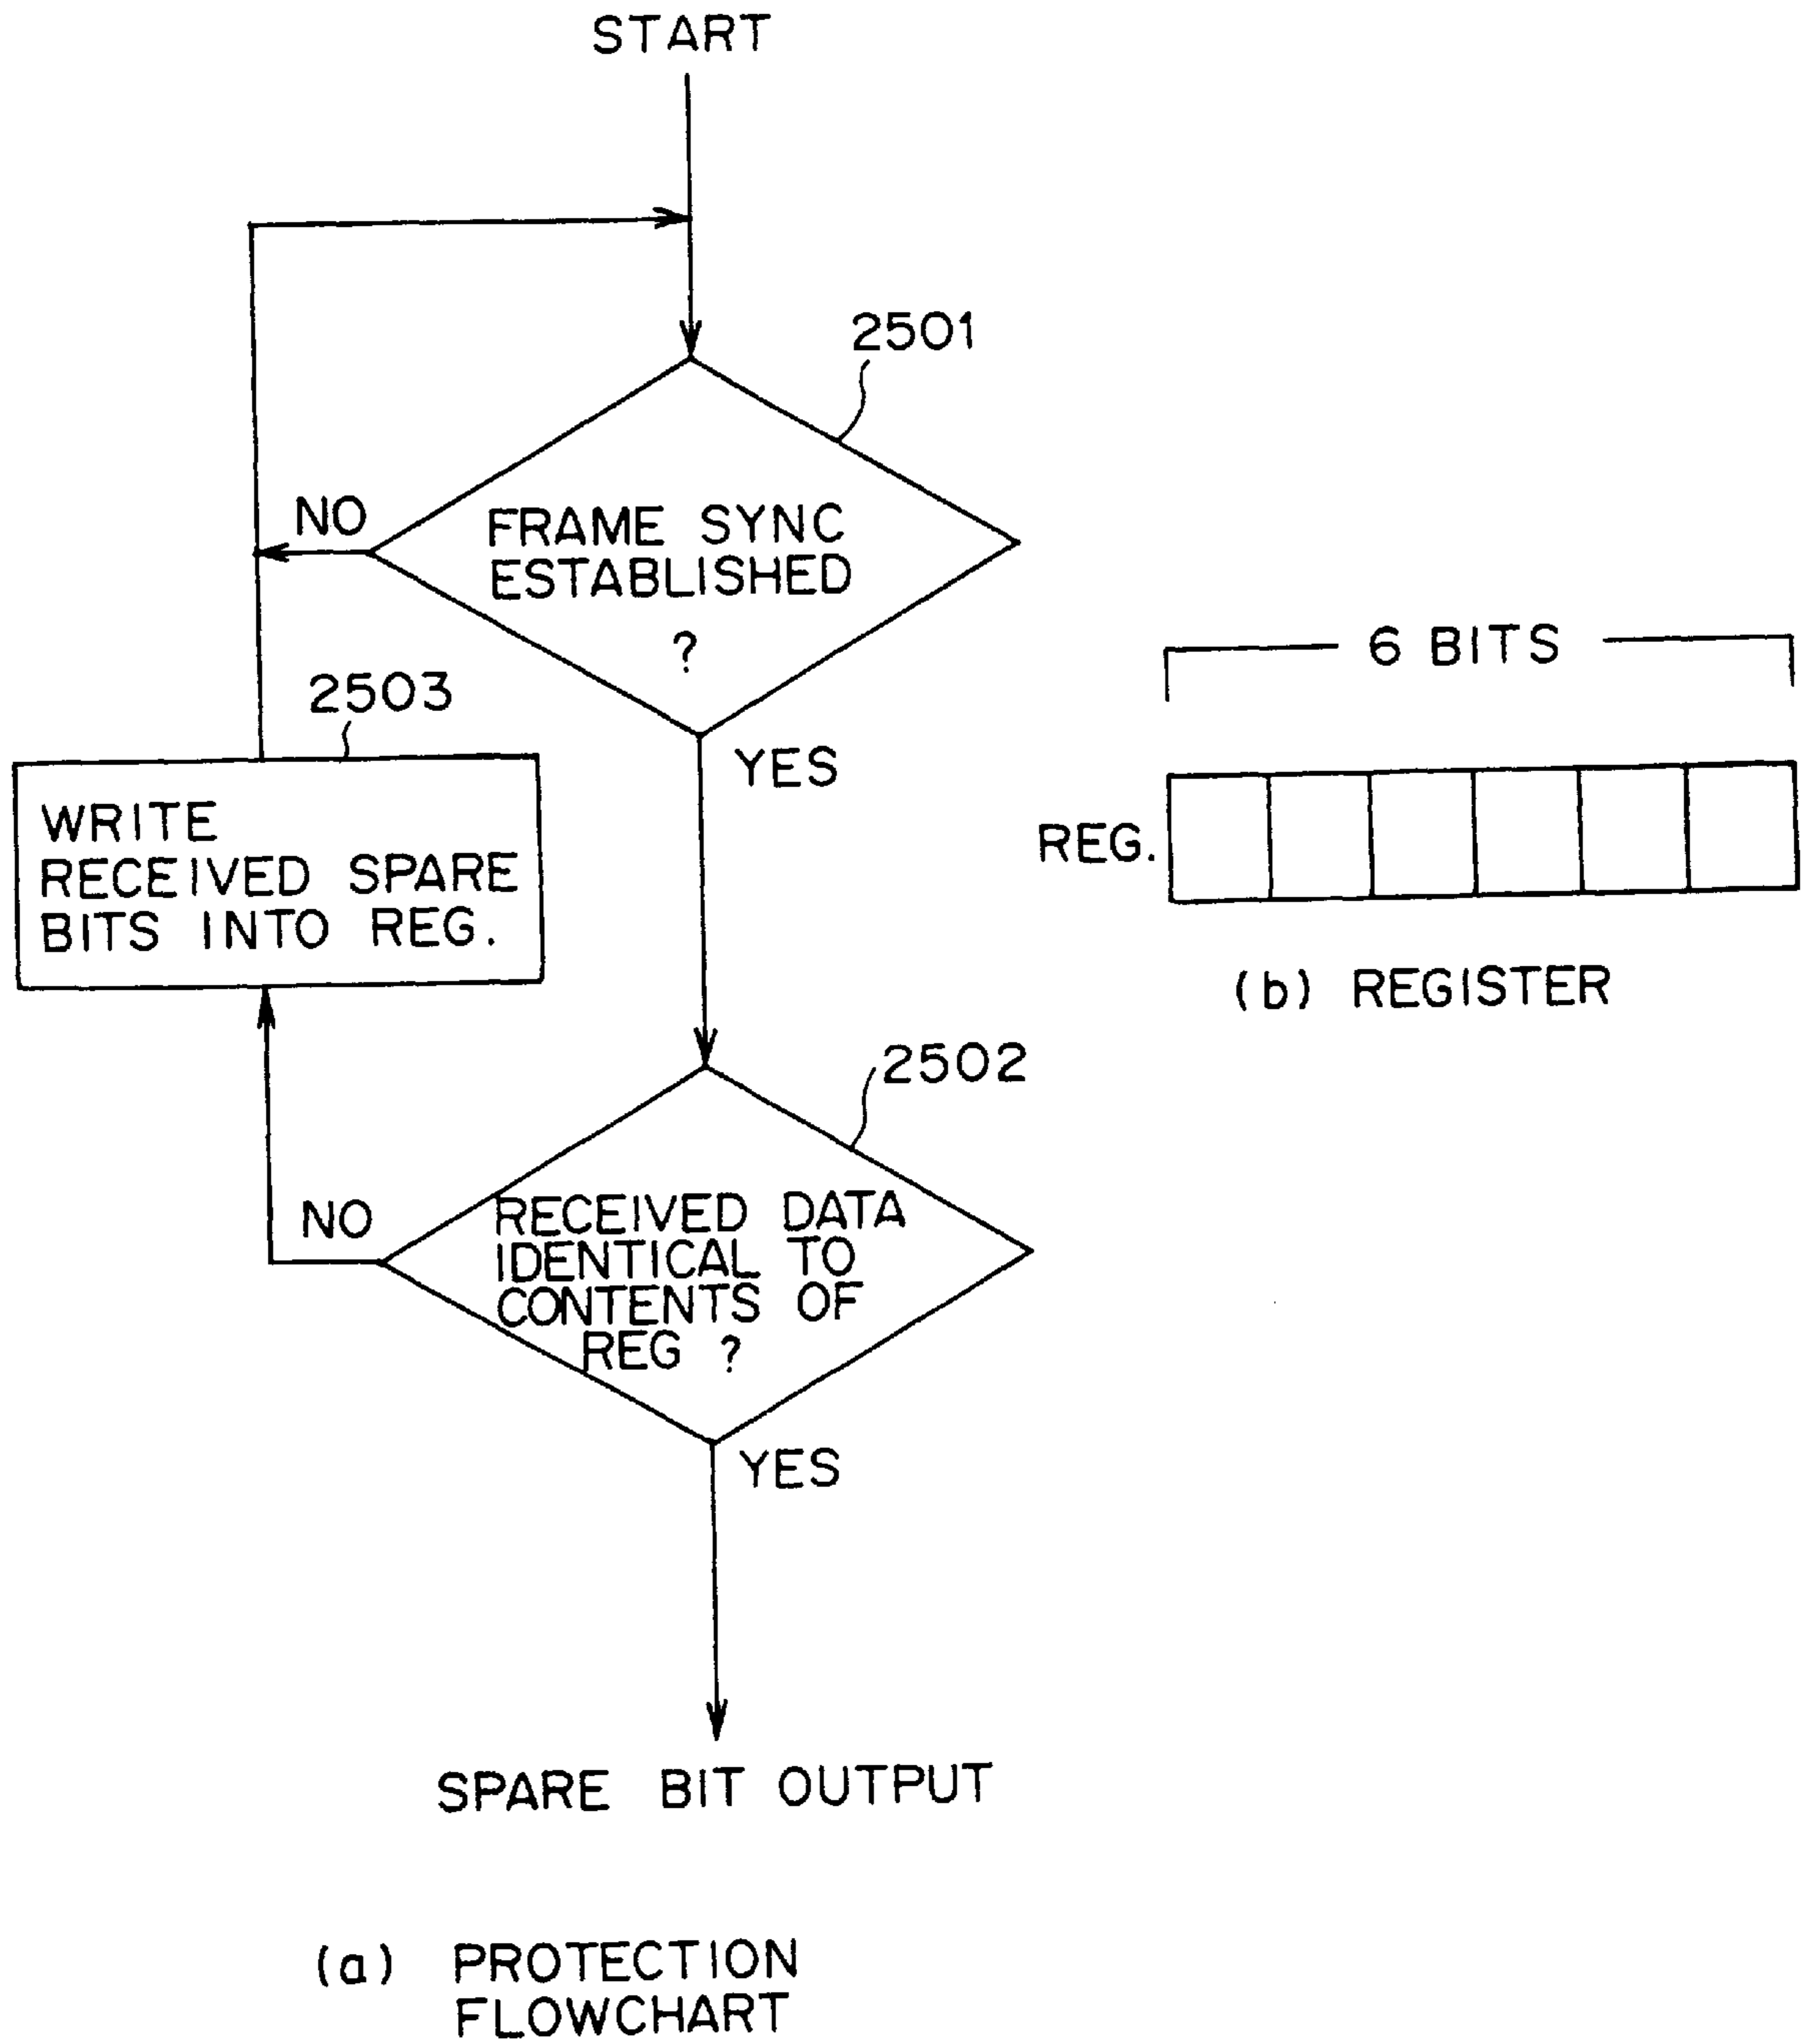 START
2501
NO
FRAME SYNC
ESTABLISHED
?
YES
2503
WRITE
RECEIVED SPARE
BITS INTO REG.
2502
NO
RECEIVED DATA
IDENTICAL TO
CONTENTS OF
REG ?
YES
SPARE BIT OUTPUT
(a) PROTECTION
FLOWCHART
6 BITS
REG.
(b) REGISTER